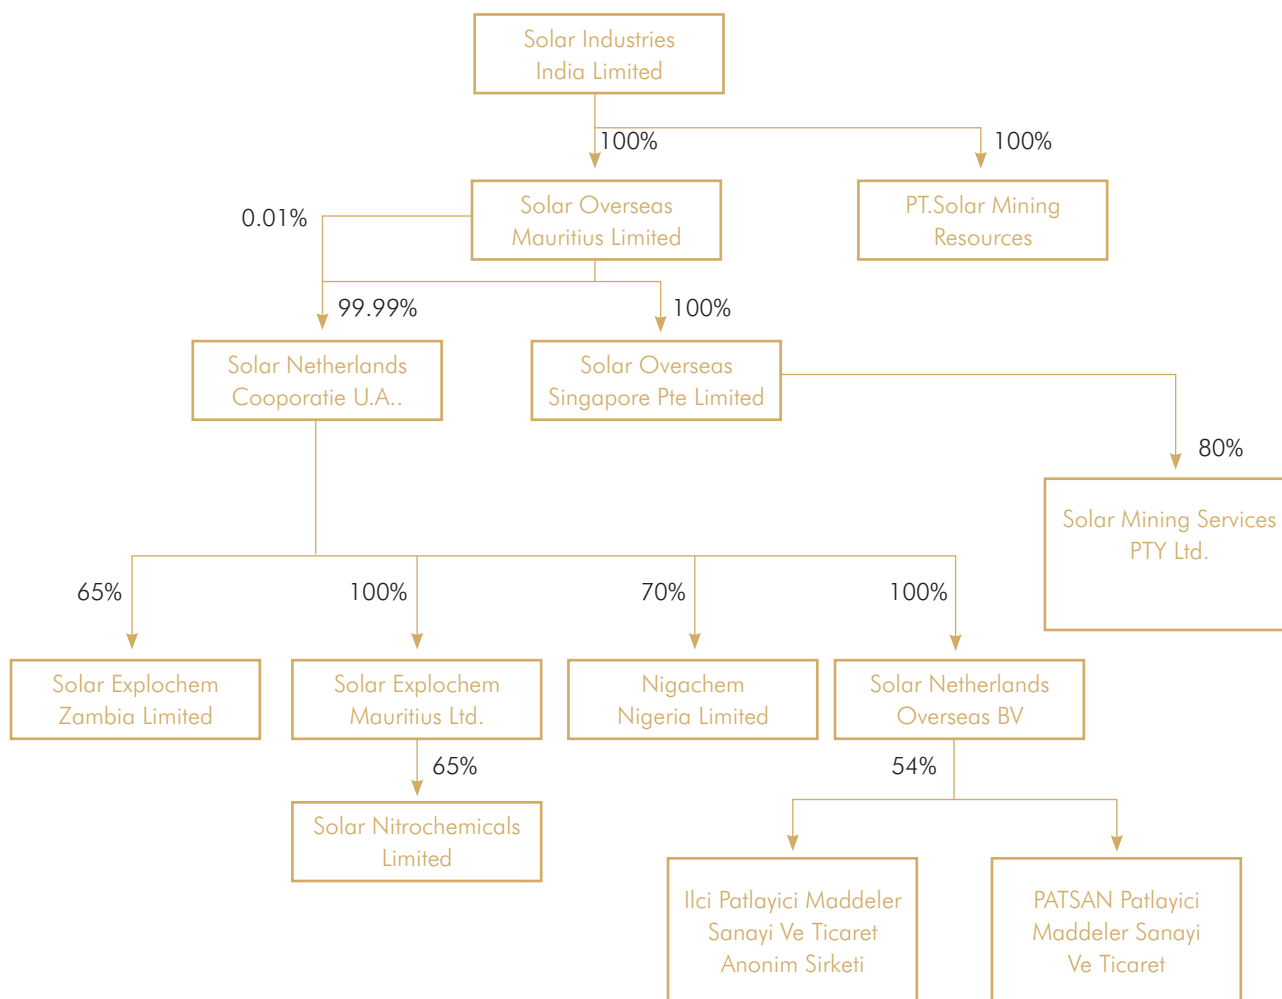 Solar Industries
India Limited
100%
100%
Solar Overseas
Mauritius Limited
PT.Solar Mining
Resources
0.01%
99.99%
100%
Solar Netherlands
Cooporatie U.A..
Solar Overseas
Singapore Pte Limited
80%
Solar Mining Services
PTY Ltd.
65%
100%
70%
100%
Solar Explochem
Zambia Limited
Solar Explochem
Mauritius Ltd.
Nigachem
Nigeria Limited
Solar Netherlands
Overseas BV
65%
54%
Solar Nitrochemicals
Limited
Ilci Patlayici Maddeler
Sanayi Ve Ticaret
Anonim Sirketi
PATSAN Patlayici
Maddeler Sanayi
Ve Ticaret